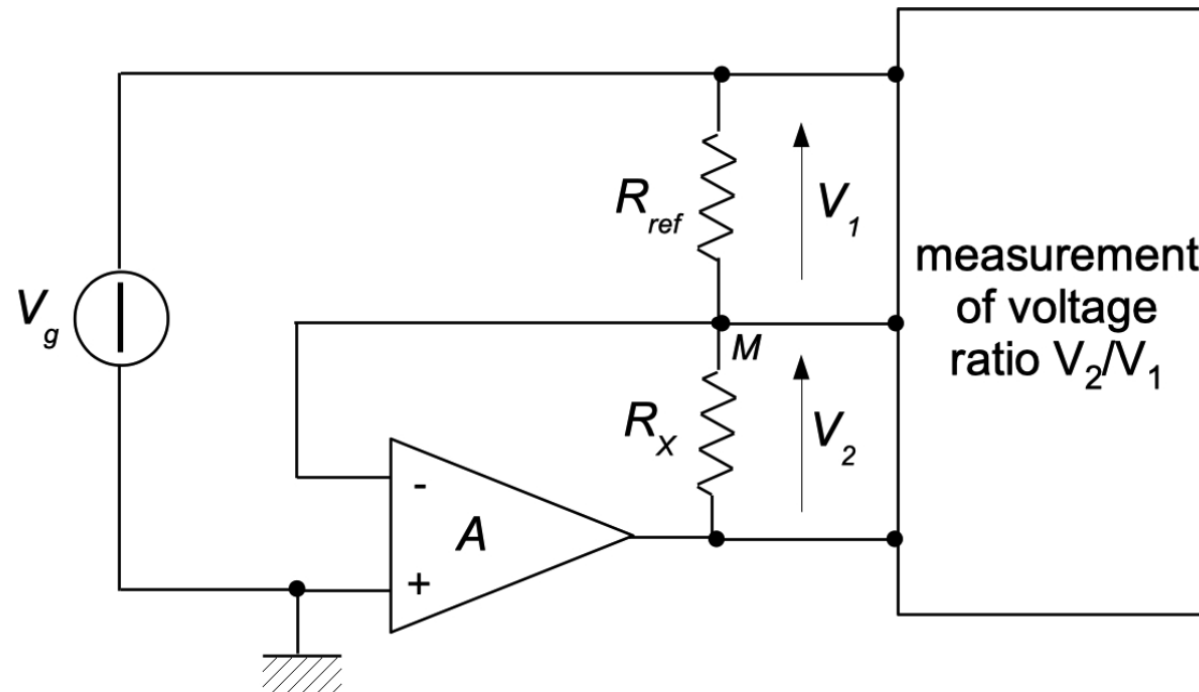 R_ref
V_1
V_g
measurement
of voltage
ratio V_2/V_1
M
R_X
V_2
-
A
+